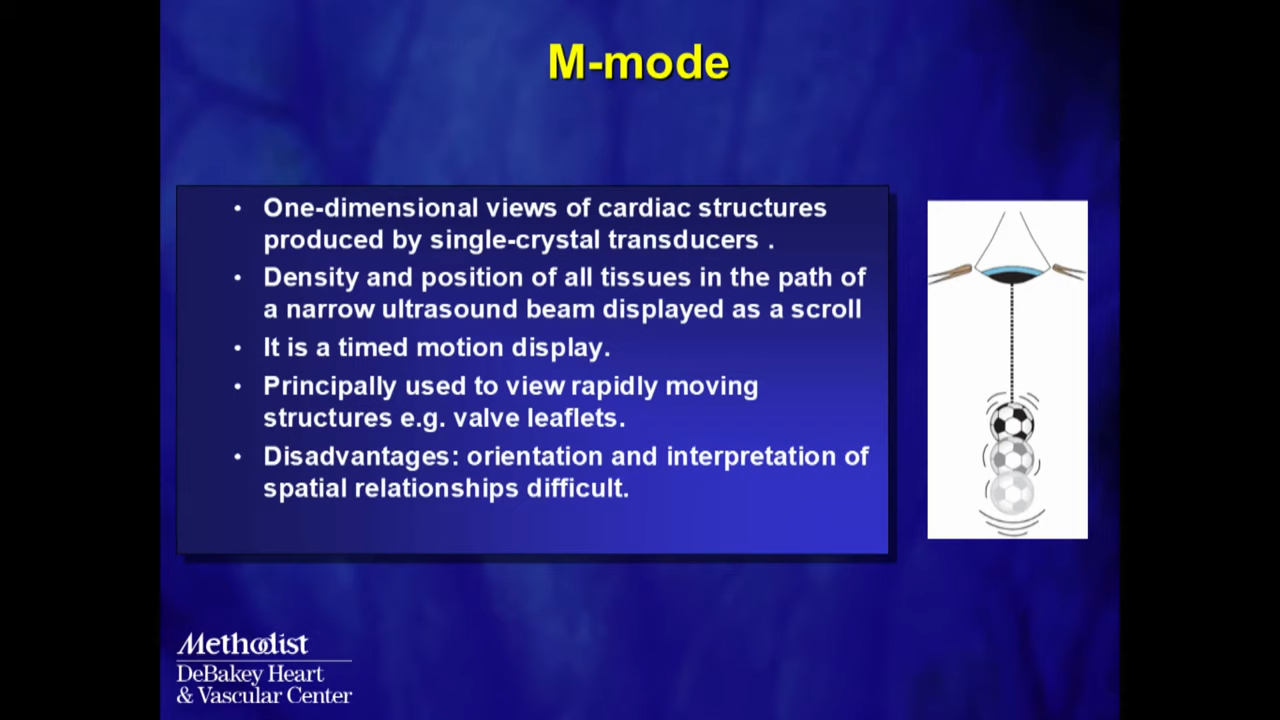 M-mode
• One-dimensional views of cardiac structures
produced by single-crystal transducers .
• Density and position of all tissues in the path of
a narrow ultrasound beam displayed as a scroll
• It is a timed motion display.
• Principally used to view rapidly moving
structures e.g. valve leaflets.
• Disadvantages: orientation and interpretation of
spatial relationships difficult.
Methodist
DeBakey Heart
& Vascular Center